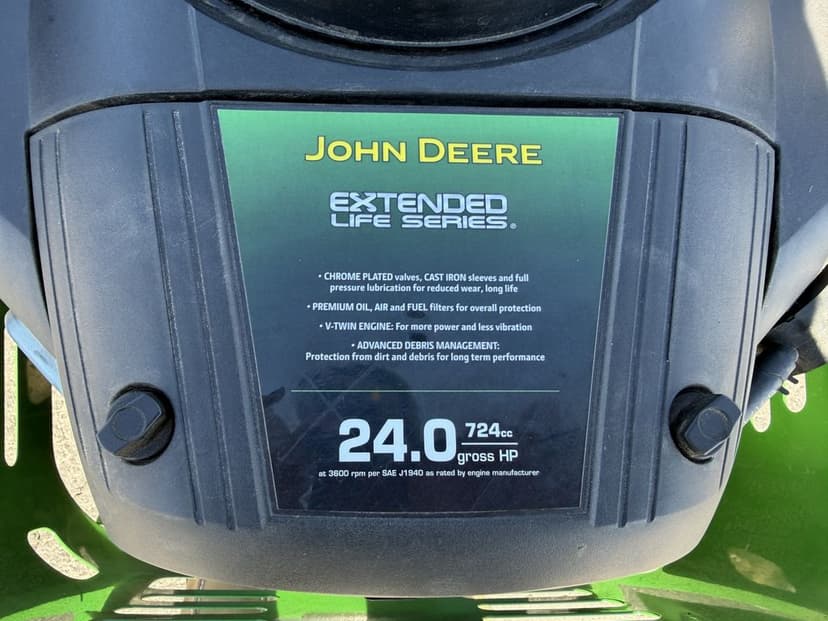 JOHN DEERE
EXTENDED
LIFE SERIES®
• CHROME PLATED valves, CAST IRON sleeves and full
pressure lubrication for reduced wear, long life
• PREMIUM OIL, AIR and FUEL filters for overall protection
• V-TWIN ENGINE: For more power and less vibration
• ADVANCED DEBRIS MANAGEMENT:
Protection from dirt and debris for long term performance
24.0 724cc
gross HP
at 3600 rpm per SAE J1940 as rated by engine manufacturer